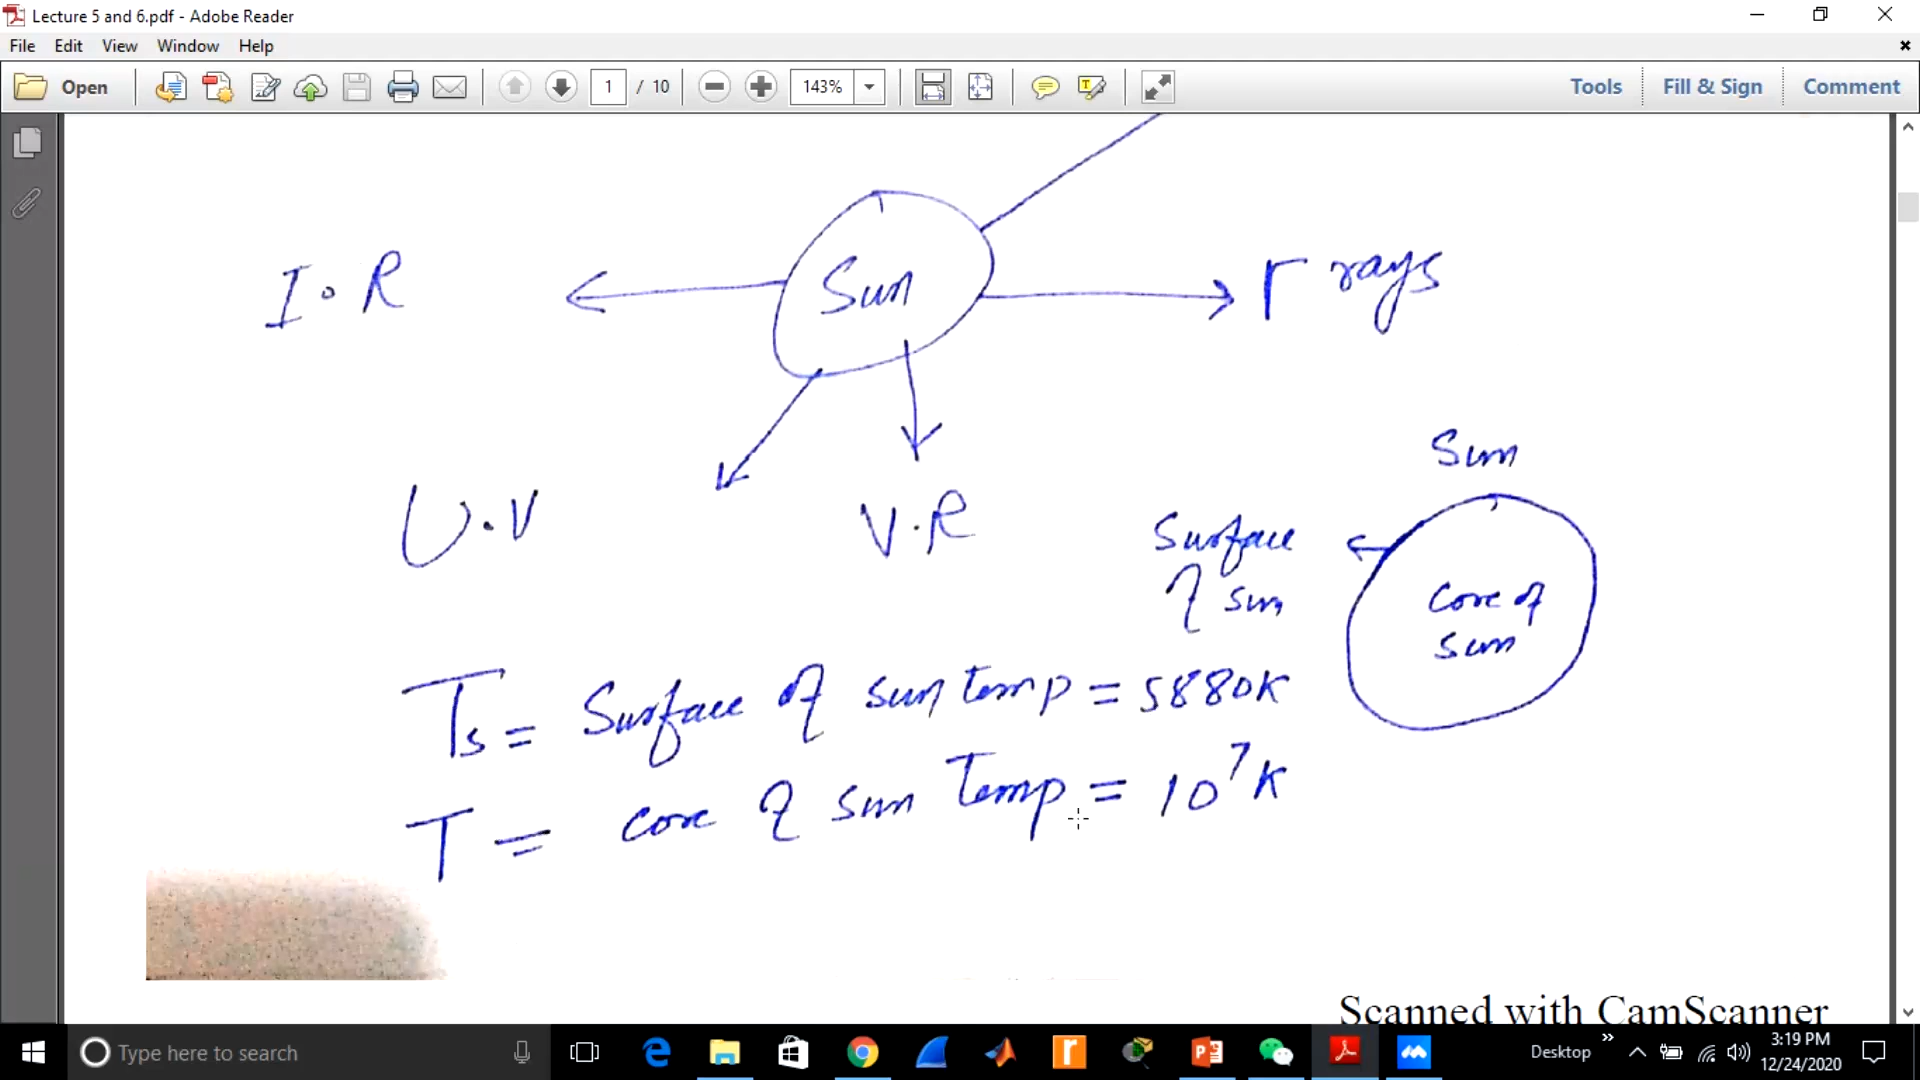 Lecture 5 and 6.pdf - Adobe Reader
File Edit View Window Help
Open 1 / 10 143% Tools Fill & Sign Comment
Sun
I.R
Γ rays
U.V
V.R
Sun
Surface
of sun
Core of
sun
Ts = Surface of sun temp = 5880K
T = core of sun Temp = 10⁷ K
Scanned with CamScanner
Type here to search
Desktop
3:19 PM
12/24/2020